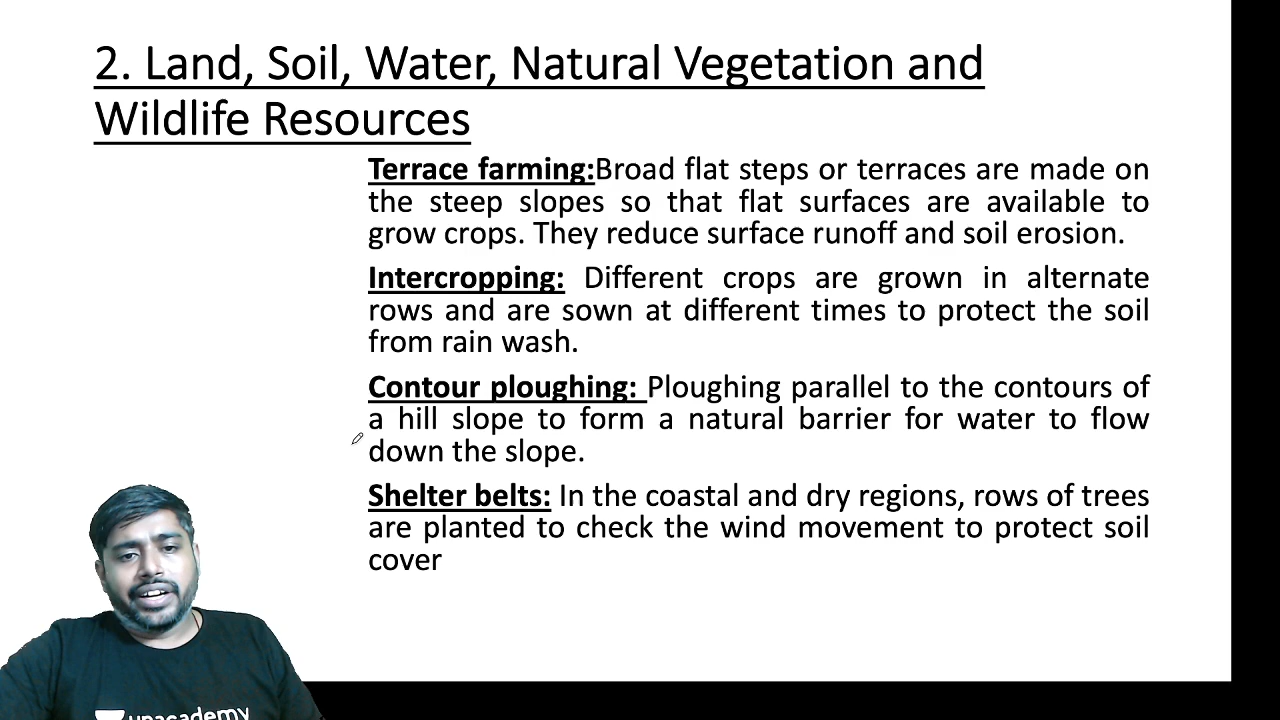 2. Land, Soil, Water, Natural Vegetation and
Wildlife Resources
Terrace farming:Broad flat steps or terraces are made on
the steep slopes so that flat surfaces are available to
grow crops. They reduce surface runoff and soil erosion.
Intercropping: Different crops are grown in alternate
rows and are sown at different times to protect the soil
from rain wash.
Contour ploughing: Ploughing parallel to the contours of
a hill slope to form a natural barrier for water to flow
down the slope.
Shelter belts: In the coastal and dry regions, rows of trees
are planted to check the wind movement to protect soil
cover
unacademy